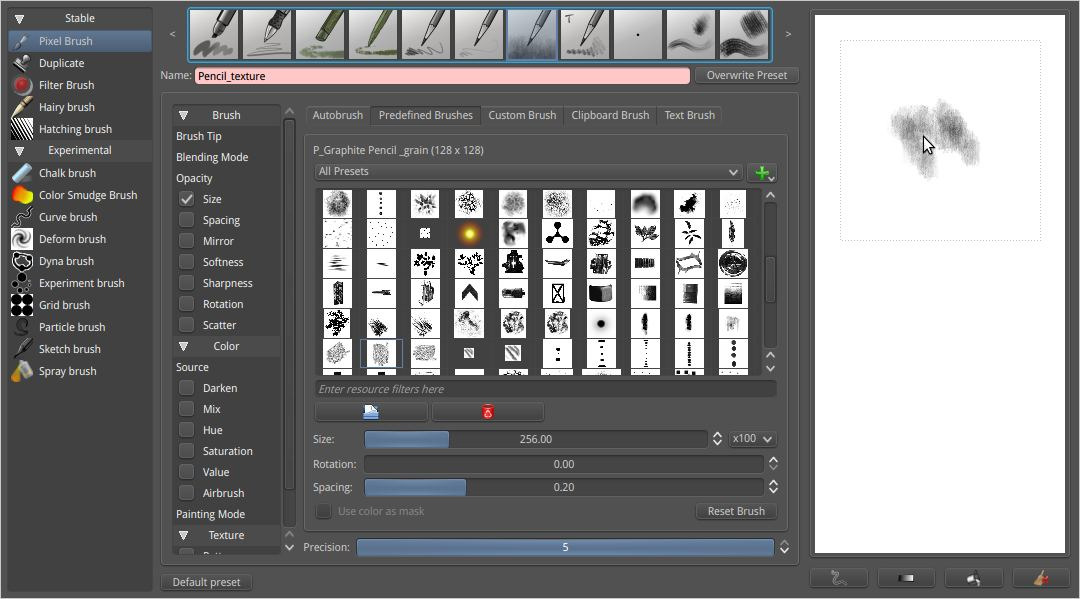 Stable
Pixel Brush
Duplicate
Filter Brush
Hairy brush
Hatching brush
Experimental
Chalk brush
Color Smudge Brush
Curve brush
Deform brush
Dyna brush
Experiment brush
Grid brush
Particle brush
Sketch brush
Spray brush
<
T
>
Name: Pencil_texture
Overwrite Preset
Brush
Brush Tip
Blending Mode
Opacity
Size
Spacing
Mirror
Softness
Sharpness
Rotation
Scatter
Color
Source
Darken
Mix
Hue
Saturation
Value
Airbrush
Painting Mode
Texture
Autobrush
Predefined Brushes
Custom Brush
Clipboard Brush
Text Brush
P_Graphite Pencil _grain (128 x 128)
All Presets
Enter resource filters here
Size: 256.00 x100
Rotation: 0.00
Spacing: 0.20
Use color as mask
Reset Brush
Precision: 5
Default preset